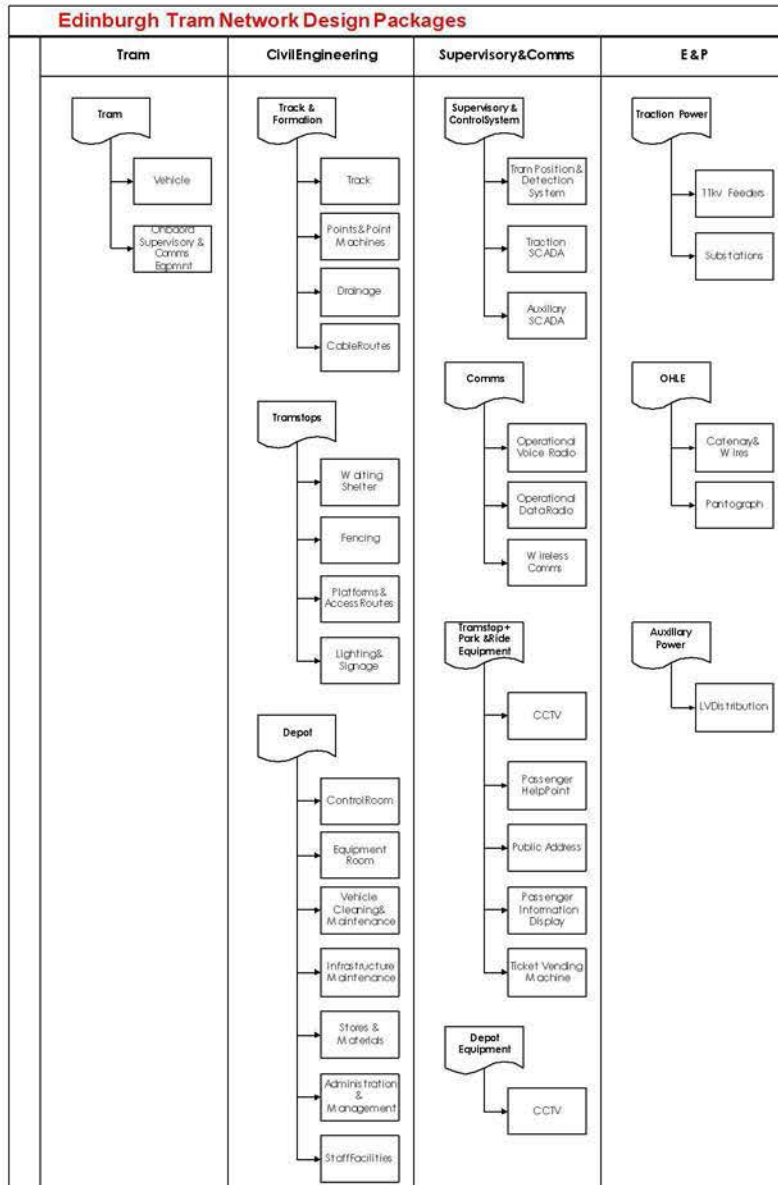 Edinburgh Tram Network Design Packages
Tram
CivilEngineering
Supervisory&Comms
E&P
Tram
Vehicle
Onbaord
Supervisory &
Comms
Eqpmnt
Track &
Formation
Track
Points&Point
Machines
Drainage
CableRoutes
Tramstops
Waiting
Shelter
Fencing
Platforms&
AccessRoutes
Lighting&
Signage
Depot
ControlRoom
Equipment
Room
Vehicle
Cleaning&
Maintenance
Infrastructure
Maintenance
Stores &
Materials
Administration
&
Management
StaffFacilities
Supervisory &
ControlSystem
Tram Position&
Detection
System
Traction
SCADA
Auxiliary
SCADA
Comms
Operational
Voice Radio
Operational
DataRadio
Wireless
Comms
Tramstop+
Park &Ride
Equipment
CCTV
Passenger
HelpPoint
Public Address
Passenger
Information
Display
Ticket Vending
Machine
Depot
Equipment
CCTV
Traction Power
11kv Feeders
Substations
OHLE
Catenary&
Wires
Pantograph
Auxiliary
Power
LVDistribution